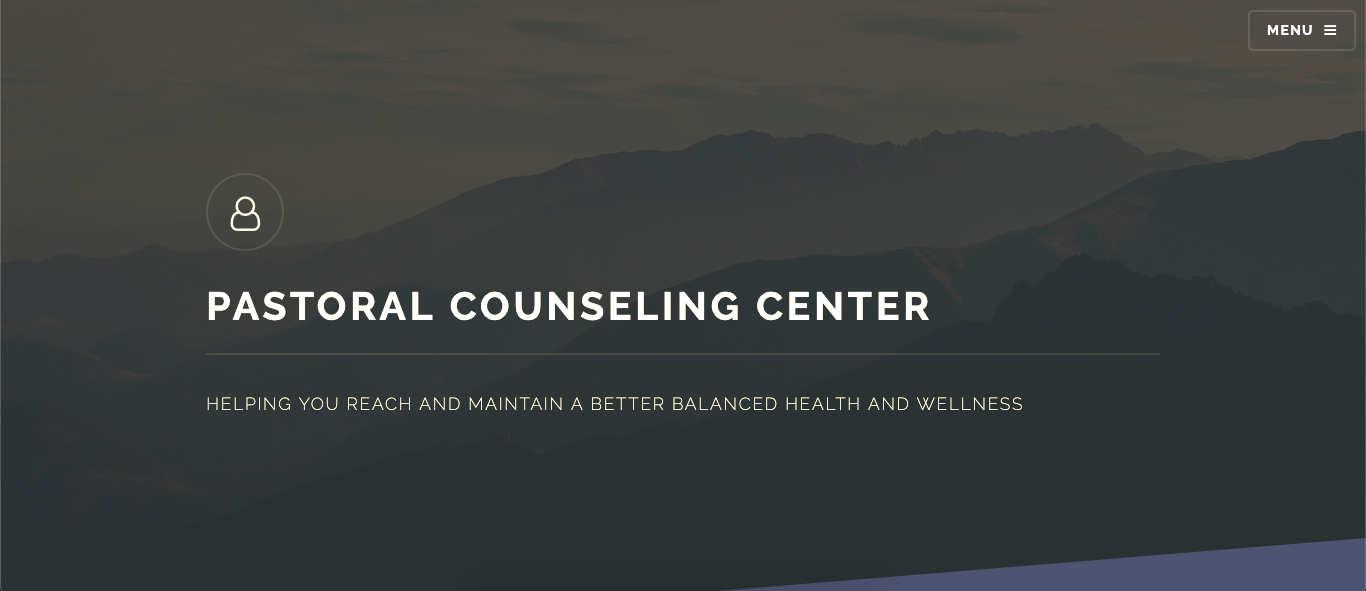 MENU
PASTORAL COUNSELING CENTER
HELPING YOU REACH AND MAINTAIN A BETTER BALANCED HEALTH AND WELLNESS